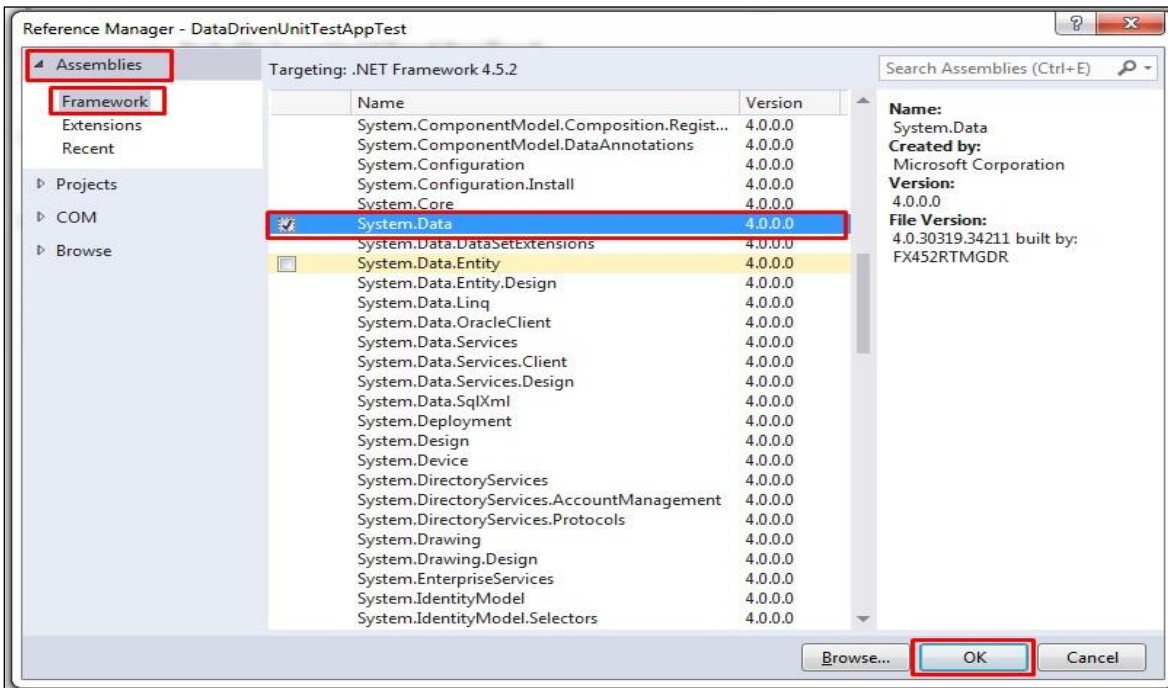 Reference Manager - DataDrivenUnitTestAppTest
Assemblies
Framework
Extensions
Recent
Projects
COM
Browse
Targeting: .NET Framework 4.5.2
Search Assemblies (Ctrl+E)
Name Version
System.ComponentModel.Composition.Regist... 4.0.0.0
System.ComponentModel.DataAnnotations 4.0.0.0
System.Configuration 4.0.0.0
System.Configuration.Install 4.0.0.0
System.Core 4.0.0.0
System.Data 4.0.0.0
System.Data.DataSetExtensions 4.0.0.0
System.Data.Entity 4.0.0.0
System.Data.Entity.Design 4.0.0.0
System.Data.Linq 4.0.0.0
System.Data.OracleClient 4.0.0.0
System.Data.Services 4.0.0.0
System.Data.Services.Client 4.0.0.0
System.Data.Services.Design 4.0.0.0
System.Data.SqlXml 4.0.0.0
System.Deployment 4.0.0.0
System.Design 4.0.0.0
System.Device 4.0.0.0
System.DirectoryServices 4.0.0.0
System.DirectoryServices.AccountManagement 4.0.0.0
System.DirectoryServices.Protocols 4.0.0.0
System.Drawing 4.0.0.0
System.Drawing.Design 4.0.0.0
System.EnterpriseServices 4.0.0.0
System.IdentityModel 4.0.0.0
System.IdentityModel.Selectors 4.0.0.0
Name:
System.Data
Created by:
Microsoft Corporation
Version:
4.0.0.0
File Version:
4.0.30319.34211 built by:
FX452RTMGDR
Browse... OK Cancel